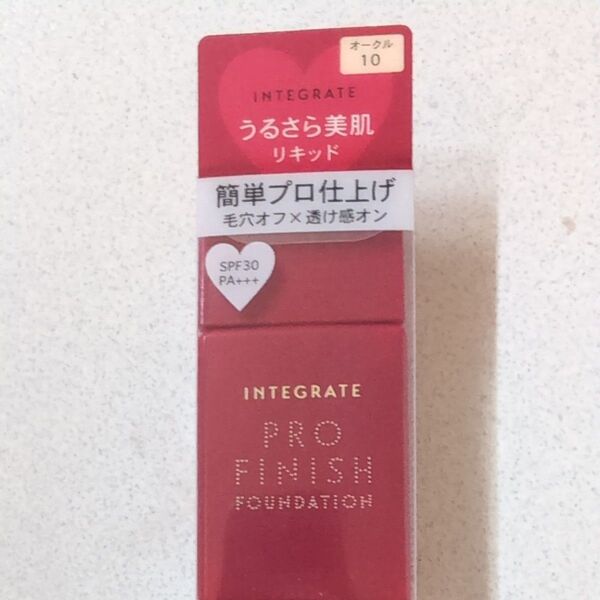 オークル
10
INTEGRATE
うるさら美肌
リキッド
簡単プロ仕上げ
毛穴オフ×透け感オン
SPF30
PA+++
INTEGRATE
PRO
FINISH
FOUNDATION